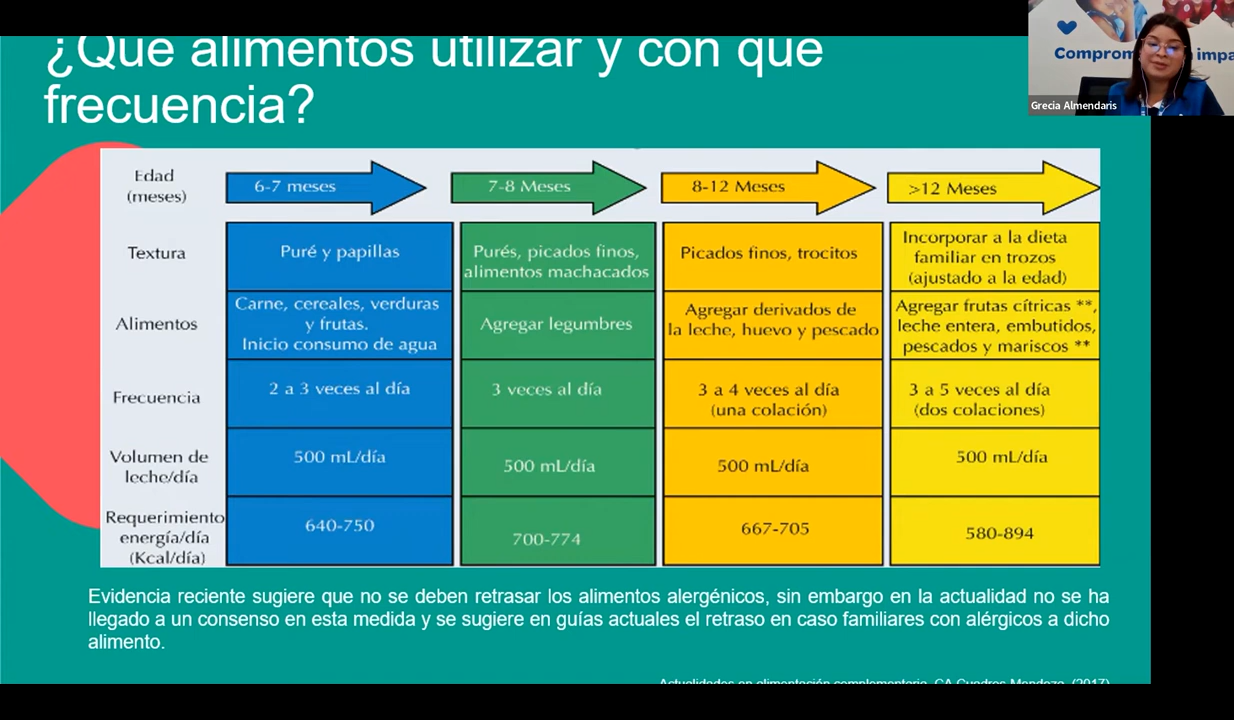 ¿Qué alimentos utilizar y con que
frecuencia?
Comprom impa
Grecia Almendaris
Edad
(meses)
6-7 meses
7-8 Meses
8-12 Meses
>12 Meses
Textura
Puré y papillas
Purés, picados finos,
alimentos machacados
Picados finos, trocitos
Incorporar a la dieta
familiar en trozos
(ajustado a la edad)
Alimentos
Carne, cereales, verduras
y frutas.
Inicio consumo de agua
Agregar legumbres
Agregar derivados de
la leche, huevo y pescado
Agregar frutas cítricas **,
leche entera, embutidos,
pescados y mariscos **
Frecuencia
2 a 3 veces al día
3 veces al día
3 a 4 veces al día
(una colación)
3 a 5 veces al día
(dos colaciones)
Volumen de
leche/día
500 mL/día
500 mL/día
500 mL/día
500 mL/día
Requerimiento
energía/día
(Kcal/día)
640-750
700-774
667-705
580-894
Evidencia reciente sugiere que no se deben retrasar los alimentos alergénicos, sin embargo en la actualidad no se ha
llegado a un consenso en esta medida y se sugiere en guías actuales el retraso en caso familiares con alérgicos a dicho
alimento.
Actualidades en alimentación complementaria, CA Cuadros Mendoza, (2017)